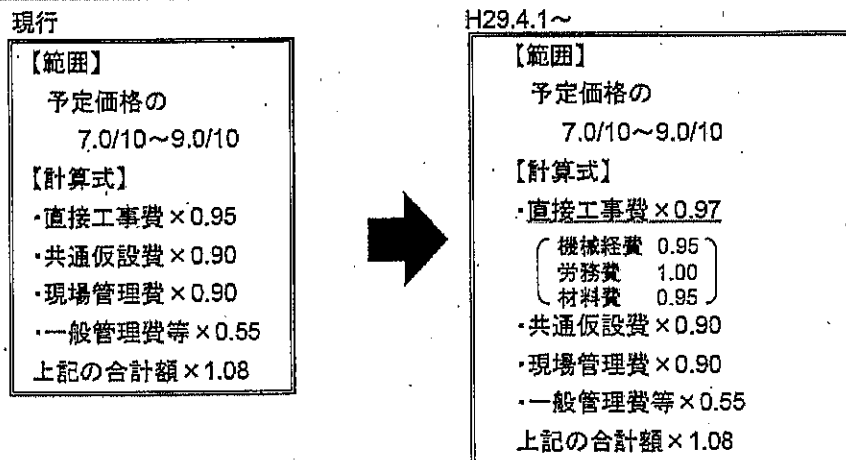 現行
【範囲】
予定価格の
7.0/10～9.0/10
【計算式】
・直接工事費×0.95
・共通仮設費×0.90
・現場管理費×0.90
・一般管理費等×0.55
上記の合計額×1.08
H29.4.1～
【範囲】
予定価格の
7.0/10～9.0/10
【計算式】
・直接工事費×0.97
機械経費 0.95
労務費 1.00
材料費 0.95
・共通仮設費×0.90
・現場管理費×0.90
・一般管理費等×0.55
上記の合計額×1.08